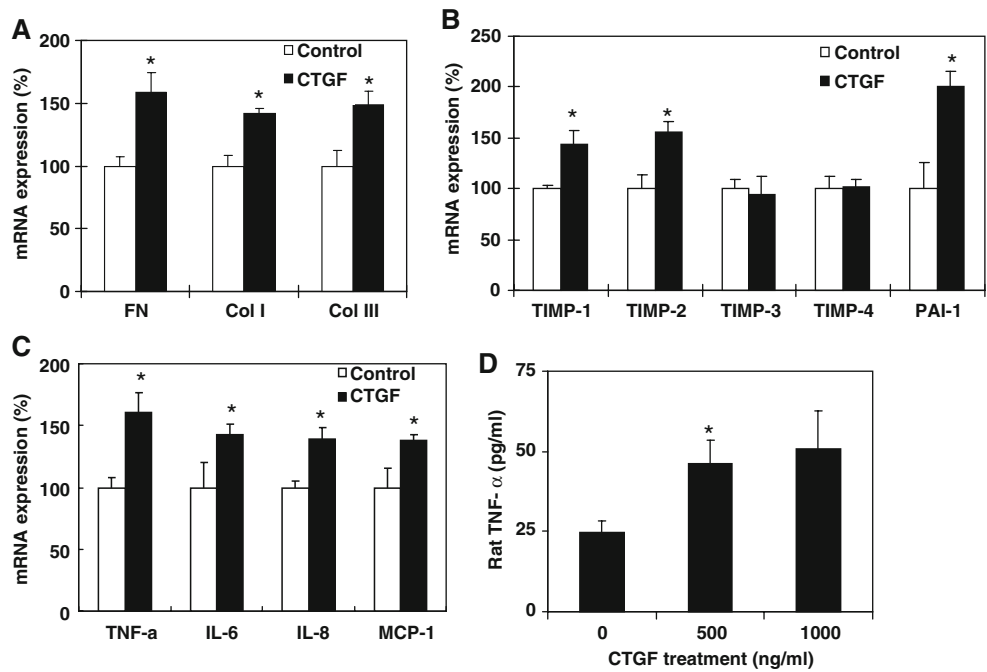 A
mRNA expression (%)
200
150
100
50
0
Control
CTGF
*
*
*
FN Col I Col III
B
mRNA expression (%)
250
200
150
100
50
0
Control
CTGF
*
*
*
TIMP-1 TIMP-2 TIMP-3 TIMP-4 PAI-1
C
mRNA expression (%)
200
150
100
50
0
Control
CTGF
*
*
*
*
TNF-a IL-6 IL-8 MCP-1
D
Rat TNF- α (pg/ml)
75
50
25
0
*
0 500 1000
CTGF treatment (ng/ml)